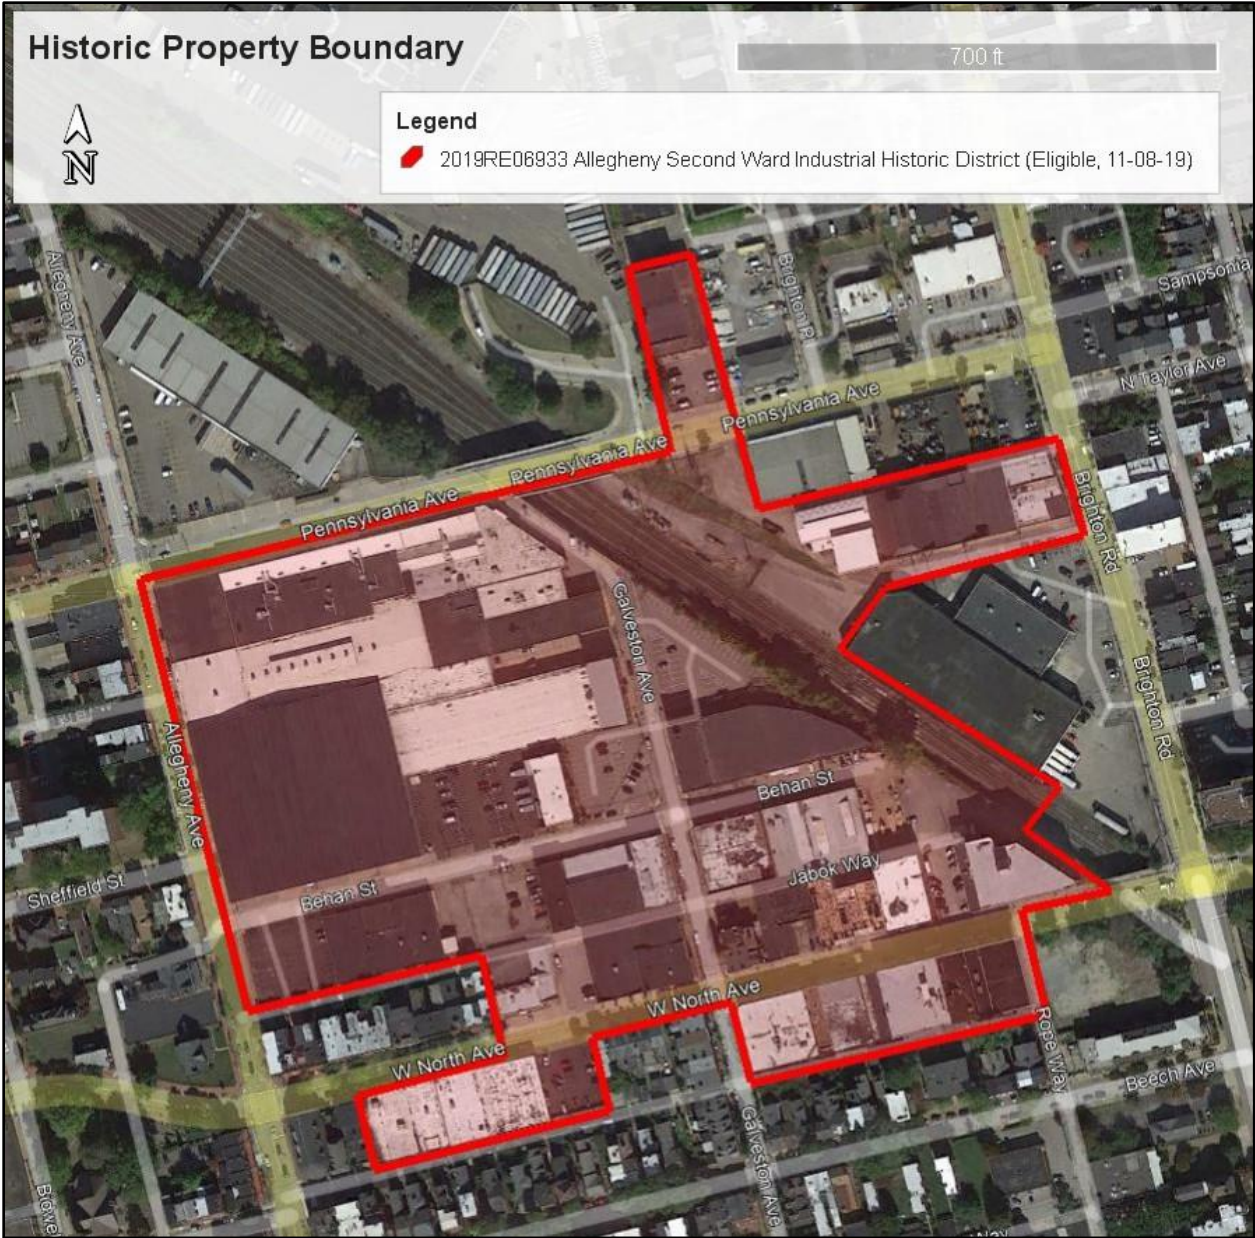 Historic Property Boundary
700 ft
N
Legend
2019RE06933 Allegheny Second Ward Industrial Historic District (Eligible, 11-08-19)
Allegheny Ave
Brighton Pl
Sampsonia
N Taylor Ave
Pennsylvania Ave
Pennsylvania Ave
Pennsylvania Ave
Brighton Rd
Galveston Ave
Brighton Rd
Allegheny Ave
Behan St
Jabok Way
Sheffield St
Behan St
W North Ave
W North Ave
Rope Way
Beech Ave
Galveston Ave
Way